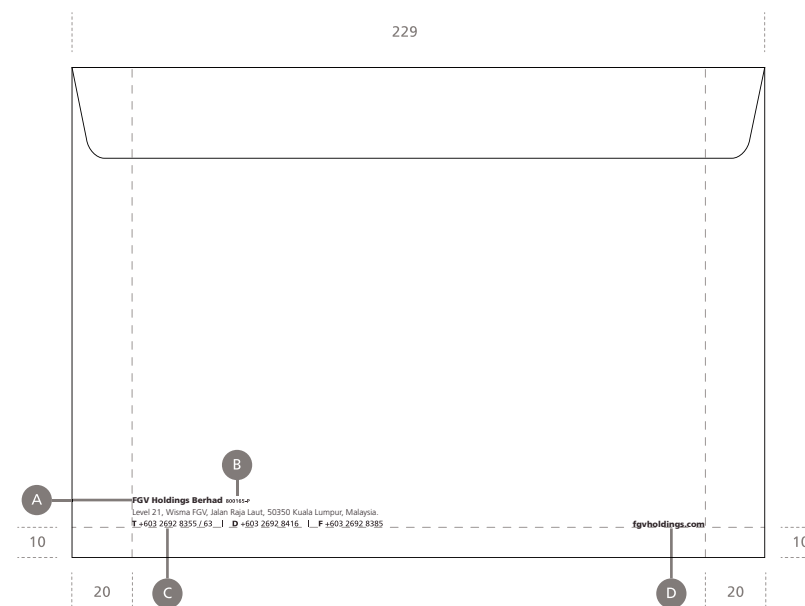 229
B
A
FGV Holdings Berhad 800165-P
Level 21, Wisma FGV, Jalan Raja Laut, 50350 Kuala Lumpur, Malaysia.
T +603 2692 8355 / 63 | D +603 2692 8416 | F +603 2692 8385
fgvholdings.com
10
10
20
C
D
20